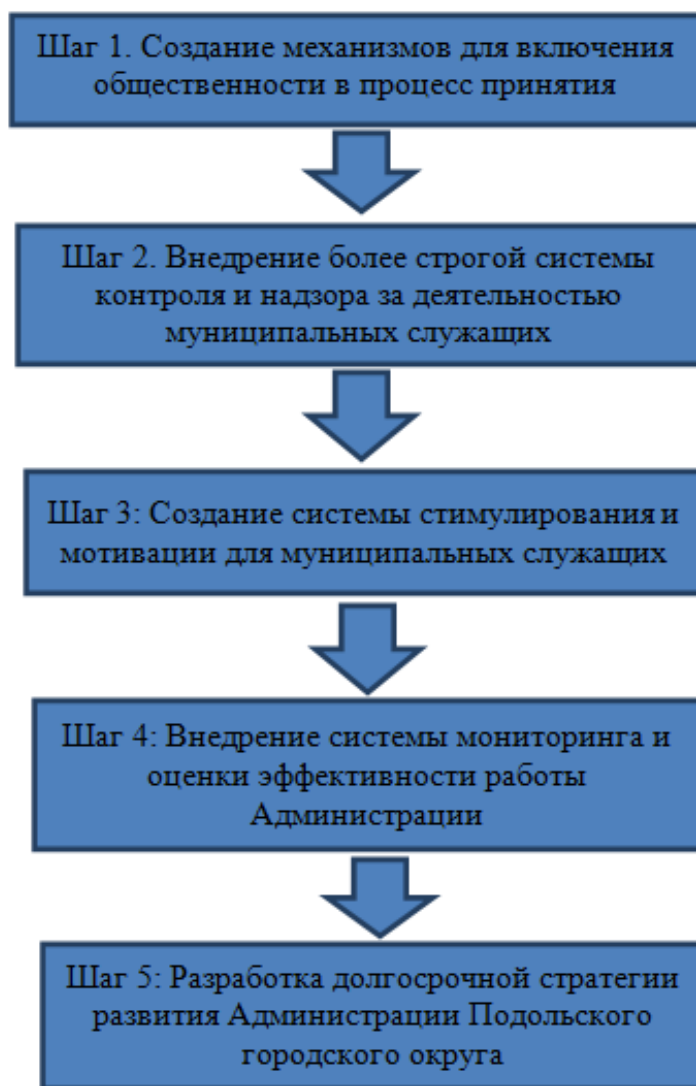 Шаг 1. Создание механизмов для включения
общественности в процесс принятия
Шаг 2. Внедрение более строгой системы
контроля и надзора за деятельностью
муниципальных служащих
Шаг 3: Создание системы стимулирования и
мотивации для муниципальных служащих
Шаг 4: Внедрение системы мониторинга и
оценки эффективности работы
Администрации
Шаг 5: Разработка долгосрочной стратегии
развития Администрации Подольского
городского округа